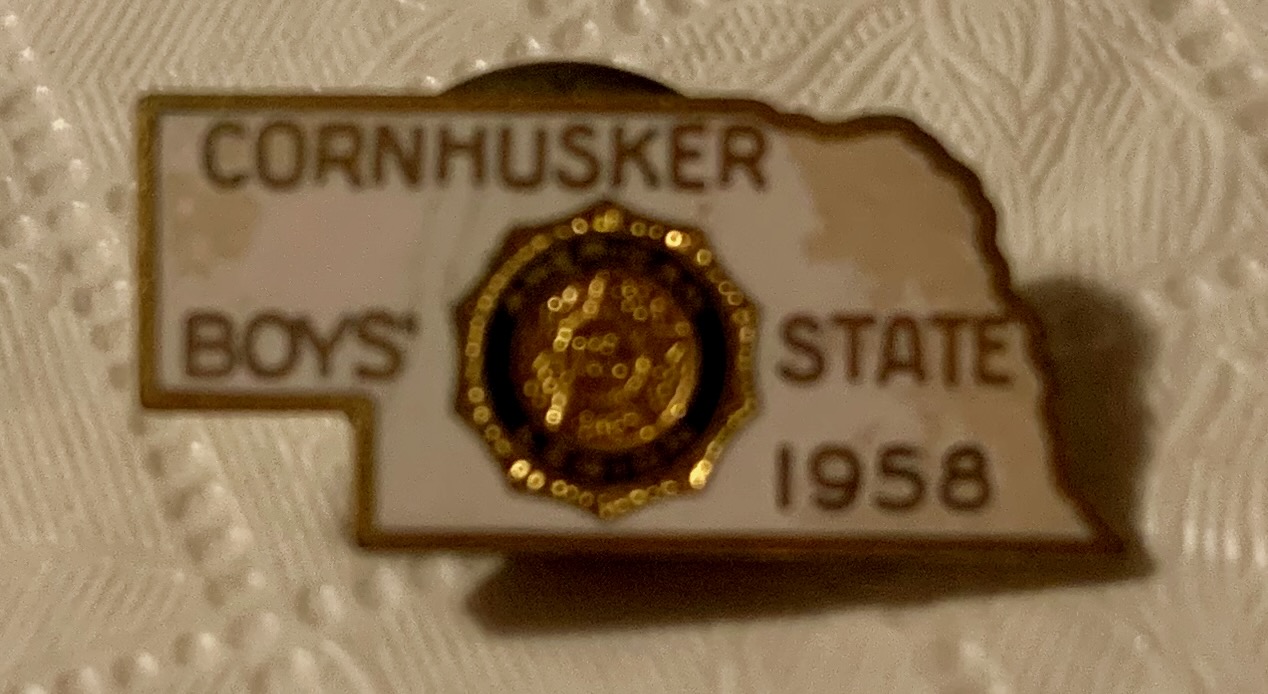 CORNHUSKER
BOYS' STATE
1958